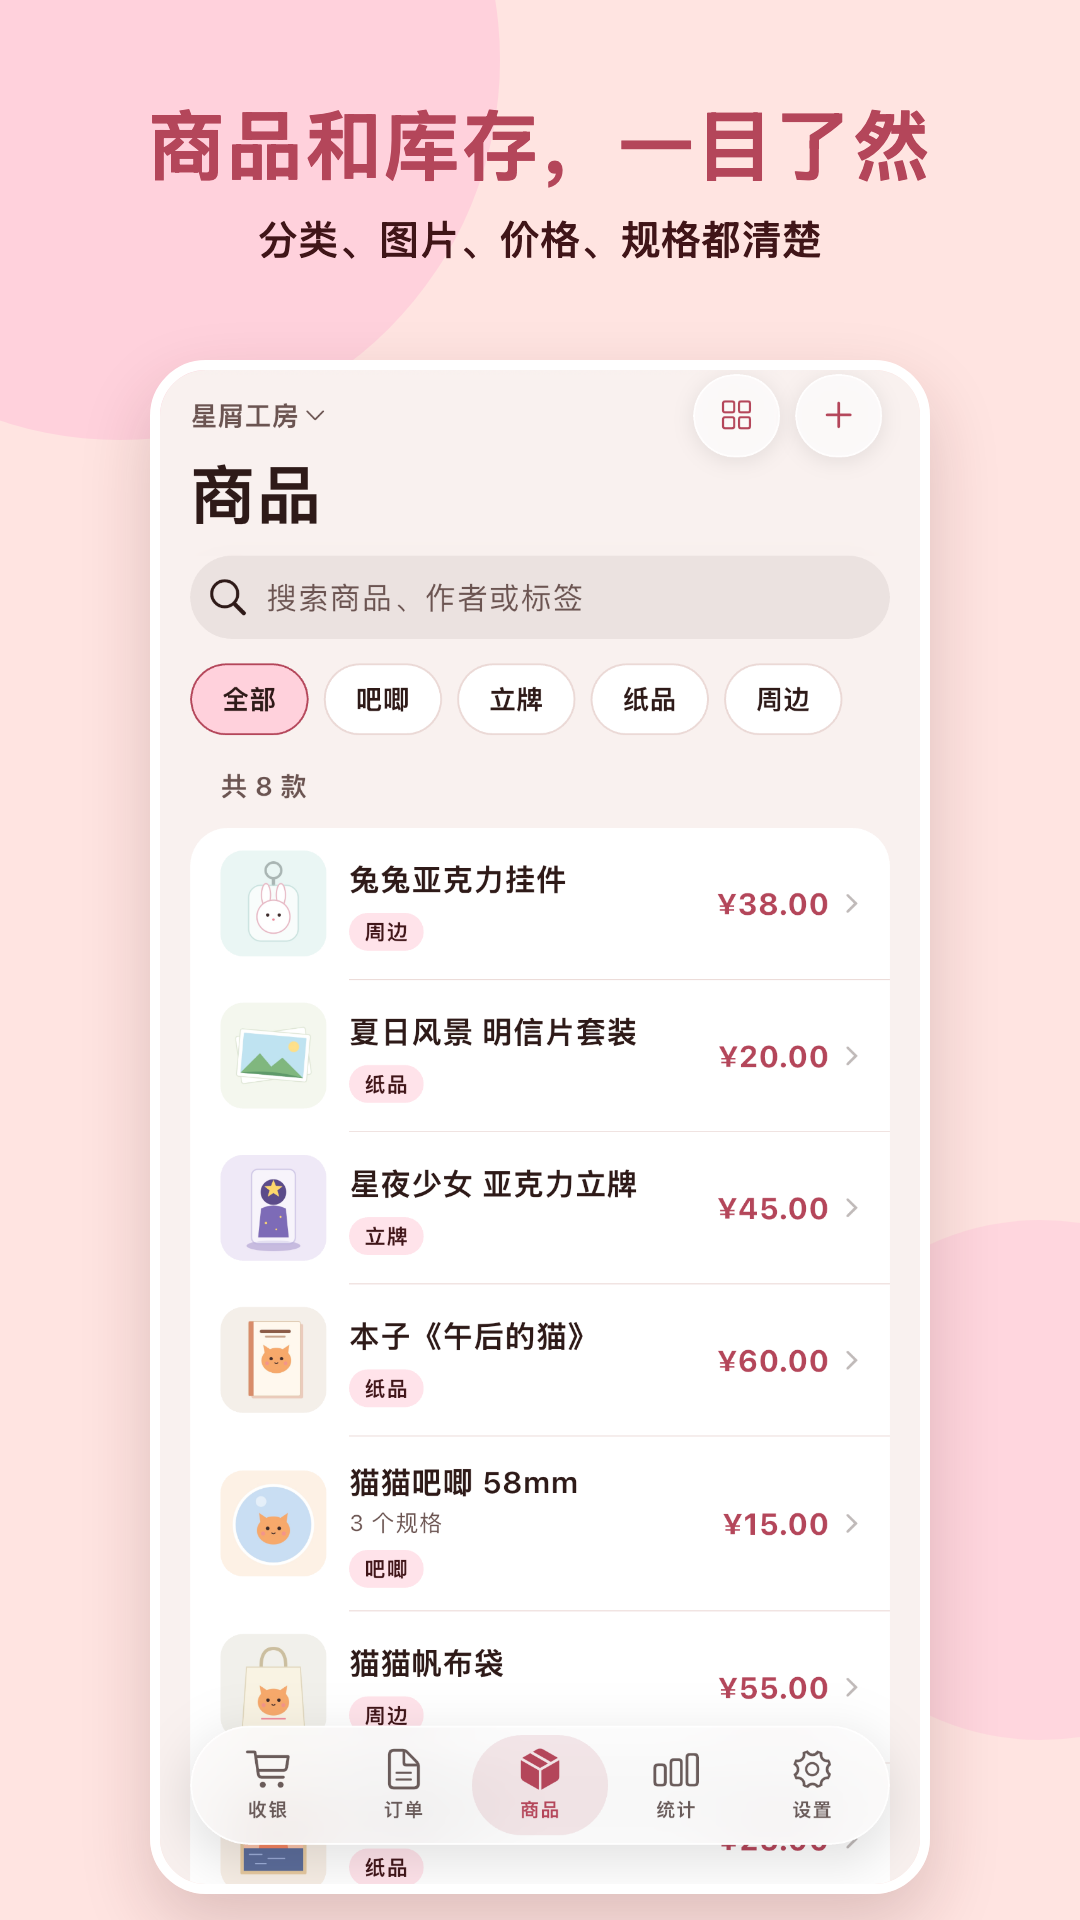 商品和库存，一目了然
分类、图片、价格、规格都清楚
星屑工房
商品
搜索商品、作者或标签
全部 吧唧 立牌 纸品 周边
共 8 款
兔兔亚克力挂件
周边
¥38.00
夏日风景 明信片套装
纸品
¥20.00
星夜少女 亚克力立牌
立牌
¥45.00
本子《午后的猫》
纸品
¥60.00
猫猫吧唧 58mm
3 个规格
吧唧
¥15.00
猫猫帆布袋
周边
¥55.00
收银 订单 商品 统计 设置
纸品